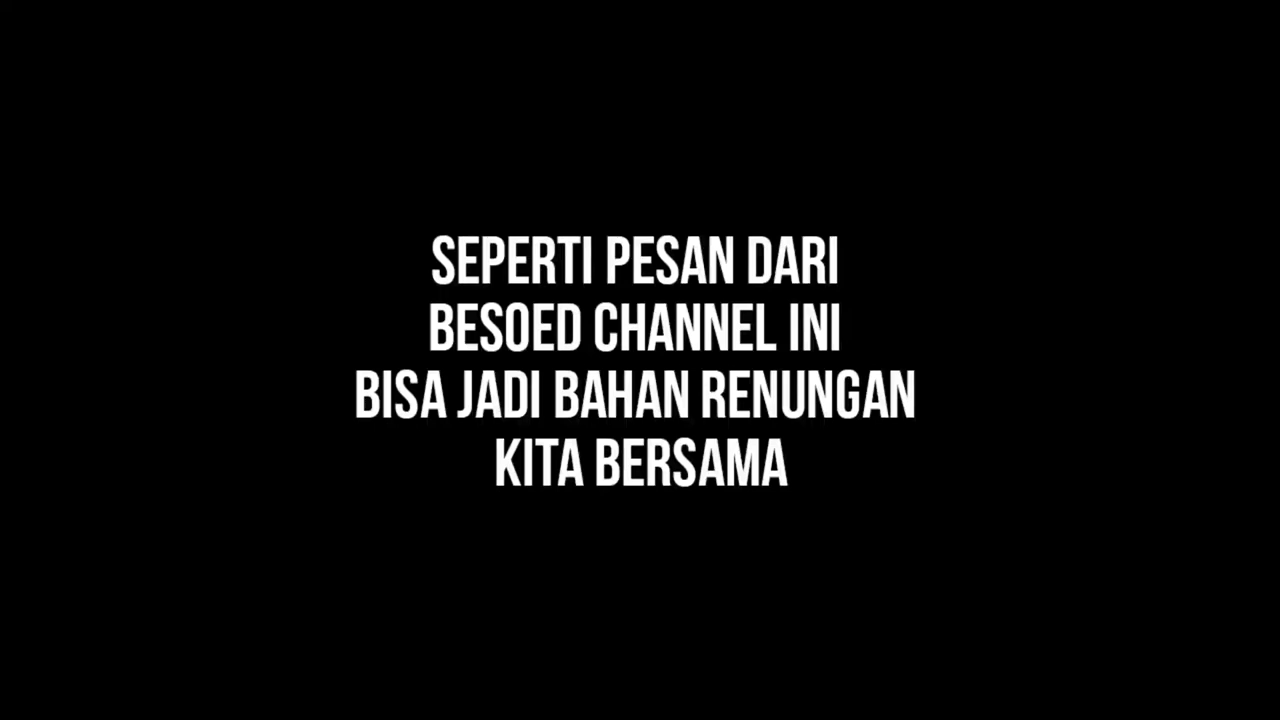 SEPERTI PESAN DARI
BESOED CHANNEL INI
BISA JADI BAHAN RENUNGAN
KITA BERSAMA